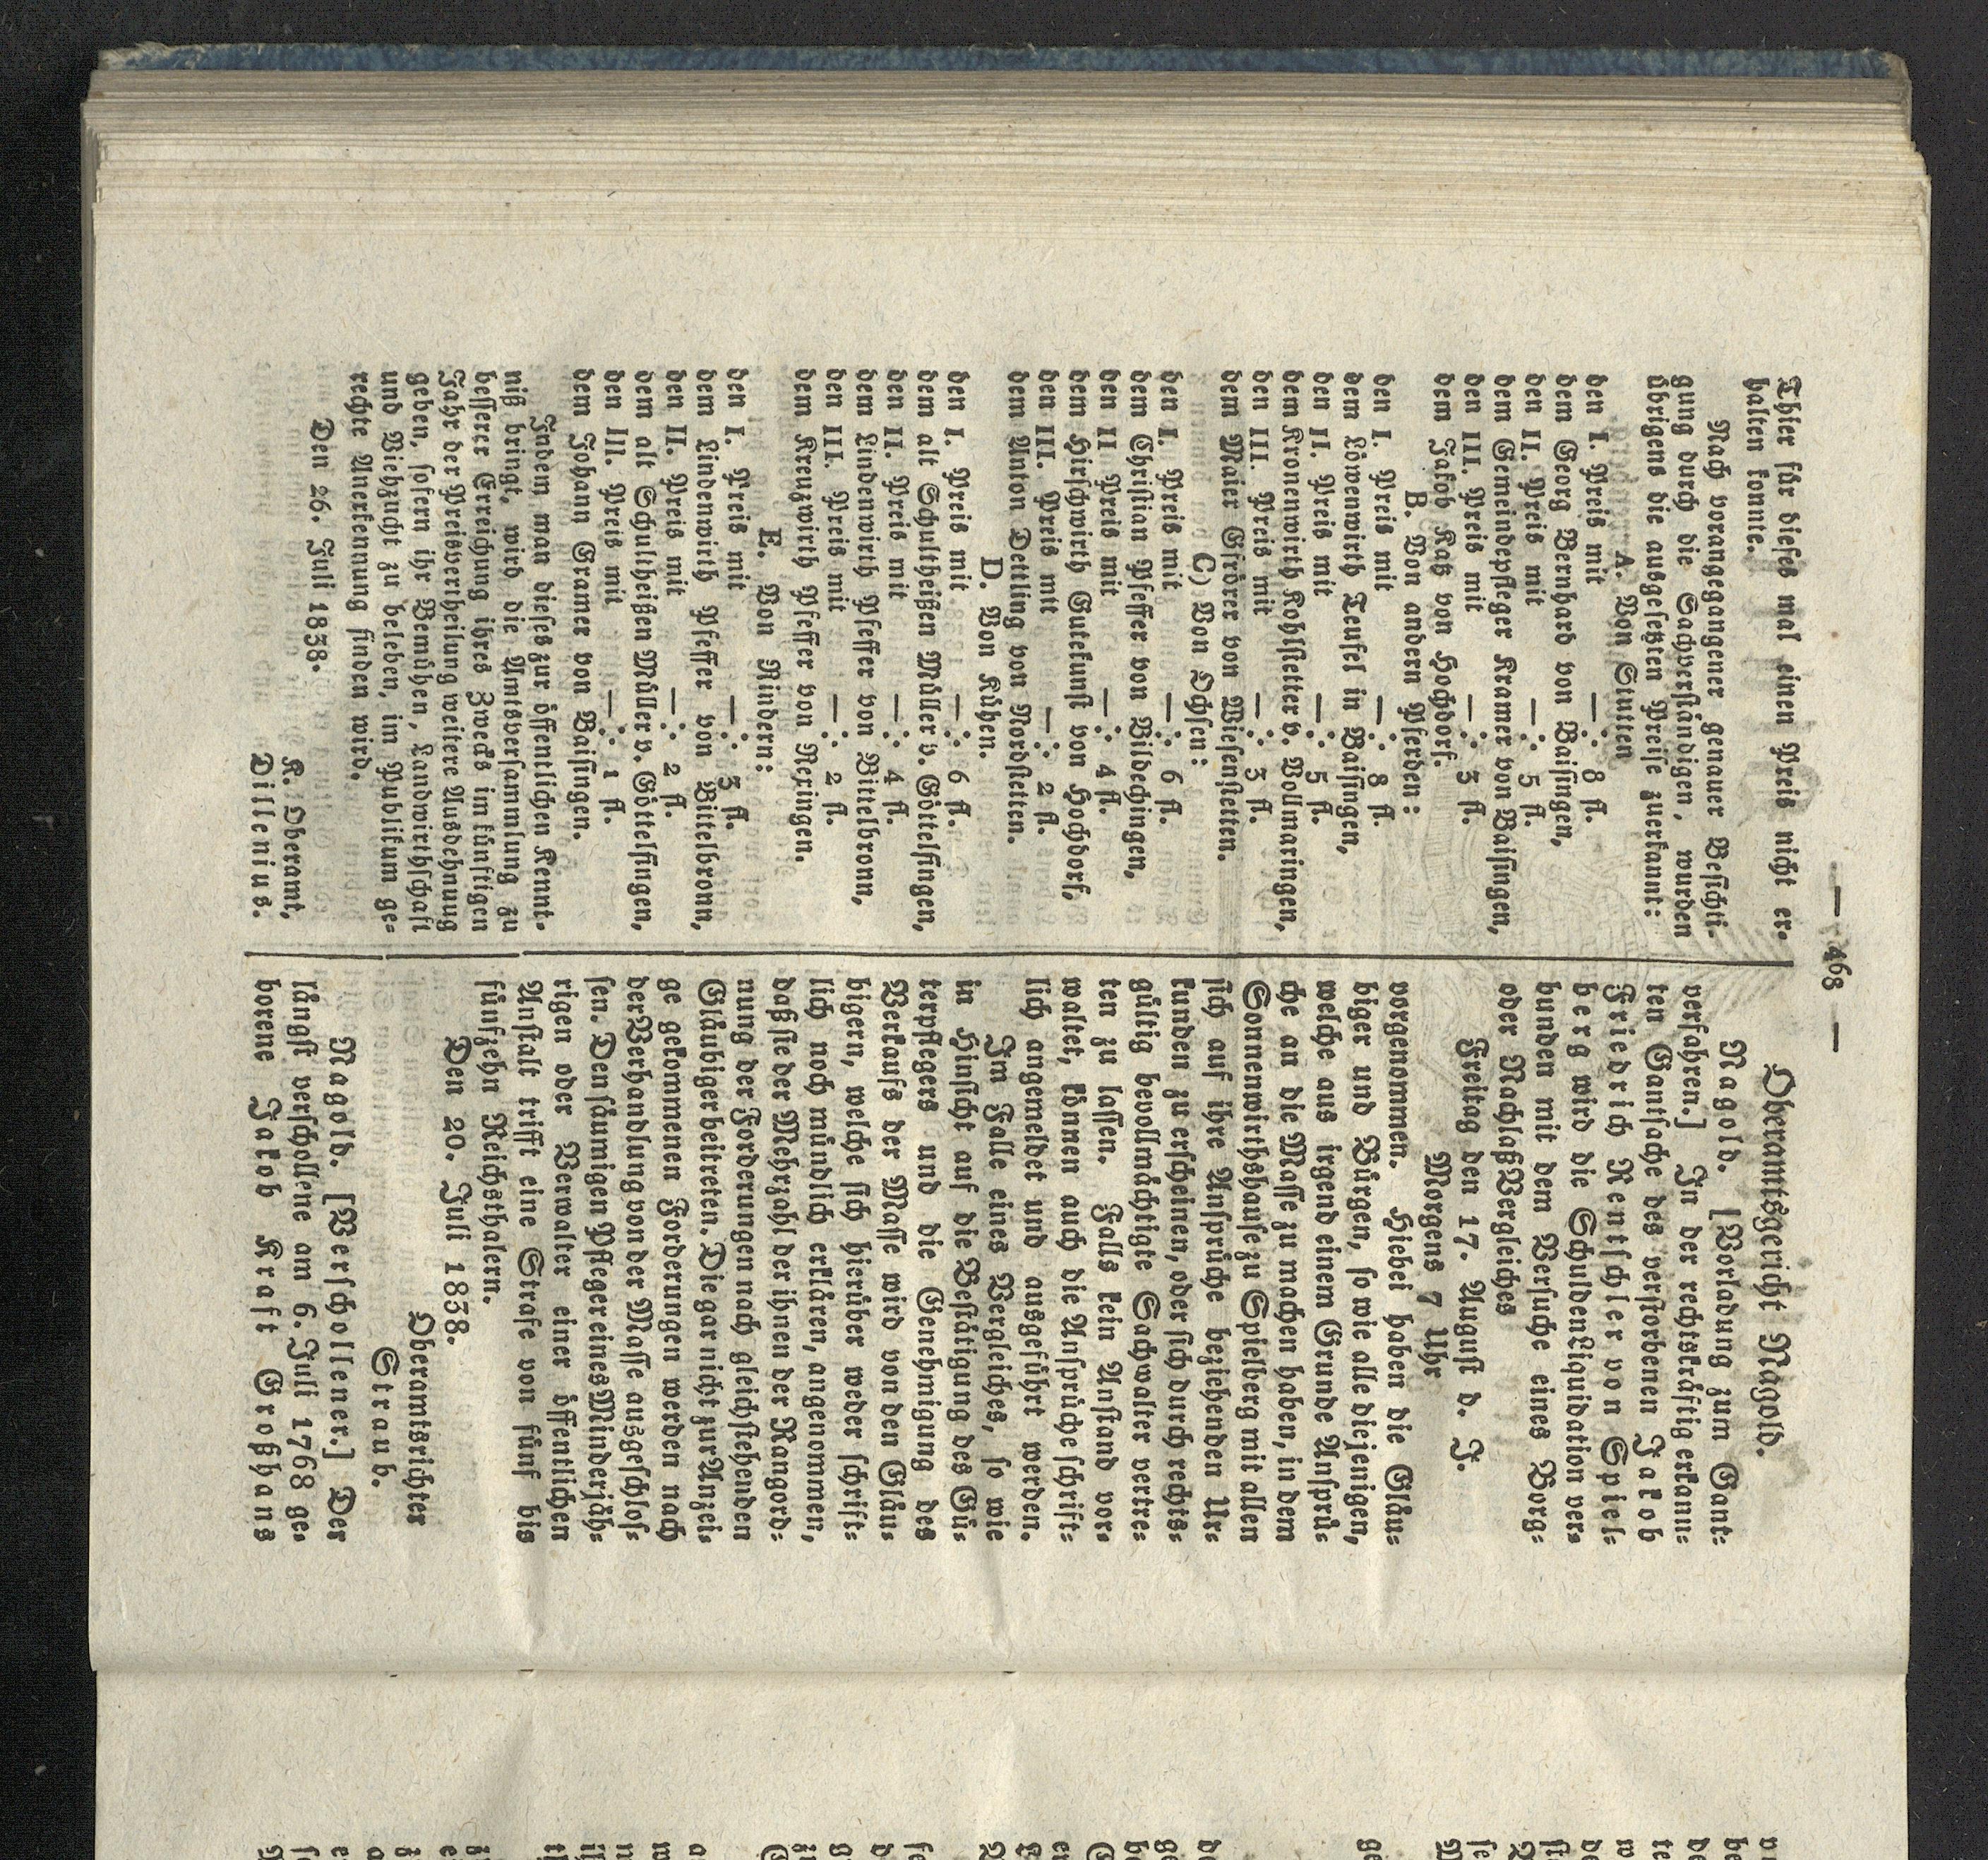 — 468 —
Thier für dieses mal einen Preis nicht er-
halten konnte.
Nach vorangegangener genauer Besichti-
gung durch die Sachverständigen, wurden
übrigens die ausgesetzten Preise zuerkannt:
A. Von Stutten
den I. Preis mit — ∴ 8 fl.
dem Georg Bernhard von Baisingen,
den II. Preis mit — ∴ 5 fl.
dem Gemeindepfleger Kramer von Baisingen,
den III. Preis mit — ∴ 3 fl.
dem Jakob Katz von Hochdorf.
B. Von andern Pferden:
den I. Preis mit — ∴ 8 fl.
dem Löwenwirth Teufel in Baisingen,
den II. Preis mit — ∴ 5 fl.
dem Kronenwirth Kohstetter v. Vollmaringen,
den III. Preis mit — ∴ 3 fl.
dem Maier Gfrörer von Wiesenstetten.
C) Von Ochsen:
den I. Preis mit — ∴ 6 fl.
dem Christian Pfeffer von Bildechingen,
den II Preis mit — ∴ 4 fl.
dem Hirschwirth Gutekunst von Hochdorf,
den III. Preis mit — ∴ 2 fl.
dem Anton Dettling von Nordstetten.
D. Von Kühen.
den I. Preis mit — ∴ 6 fl.
dem alt Schultheißen Müller v. Göttelfingen,
den II. Preis mit — ∴ 4 fl.
dem Lindenwirth Pfeffer von Bittelbronn,
den III. Preis mit — ∴ 2 fl.
dem Kreuzwirth Pfeffer von Rexingen.
E. Von Rindern:
den I. Preis mit — ∴ 3 fl.
dem Lindenwirth Pfeffer von Bittelbronn,
den II. Preis mit — ∴ 2 fl.
dem alt Schultheißen Müller v. Göttelfingen,
den III. Preis mit — ∴ 1 fl.
dem Johann Gramer von Baisingen.
Indem man dieses zur öffentlichen Kennt-
niß bringt, wird die Amtsversammlung zu
besserer Erreichung ihres Zwecks im künftigen
Jahr der Preisvertheilung weitere Ausdehnung
geben, sofern ihr Bemühen, Landwirthschaft
und Viehzucht zu beleben, im Publikum ge-
rechte Anerkennung finden wird.
Den 26. Juli 1838.
K. Oberamt,
Dillenius.
Oberamtsgericht Nagold.
Nagold. [Vorladung zum Gant-
verfahren.] In der rechtskräftig erkann-
ten Gantsache des verstorbenen Jakob
Friedrich Rentschler von Spiel-
berg wird die SchuldenLiquidation ver-
bunden mit dem Versuche eines Borg-
oder NachlaßVergleiches
Freitag den 17. August d. J.
Morgens 7 Uhr
vorgenommen. Hiebei haben die Gläu-
biger und Bürgen, so wie alle diejenigen,
welche aus irgend einem Grunde Ansprü-
che an die Masse zu machen haben, in dem
Sonnenwirthshause zu Spielberg mit allen
sich auf ihre Ansprüche beziehenden Ur-
kunden zu erscheinen, oder sich durch rechts-
gültig bevollmächtigte Sachwalter vertre-
ten zu lassen. Falls kein Anstand vor-
waltet, können auch die Ansprüche schrift-
lich angemeldet und ausgeführt werden.
Im Falle eines Vergleiches, so wie
in Hinsicht auf die Bestätigung des Gü-
terpflegers und die Genehmigung des
Verkaufs der Masse wird von den Gläu-
bigern, welche sich hierüber weder schrift-
lich noch mündlich erklären, angenommen,
daß sie der Mehrzahl der ihnen der Rangord-
nung der Forderungen nach gleichstehenden
Gläubiger beitreten. Die gar nicht zur Anzei-
ge gekommenen Forderungen werden nach
der Verhandlung von der Masse ausgeschlos-
sen. Den säumigen Pfleger eines Minderjäh-
rigen oder Verwalter einer öffentlichen
Anstalt trifft eine Strafe von fünf bis
fünfzehn Reichsthalern.
Den 20. Juli 1838.
Oberamtsrichter
Straub.
Nagold. [Verschollener.] Der
längst verschollene am 6. Juli 1768 ge-
borene Jakob Kraft Großhans